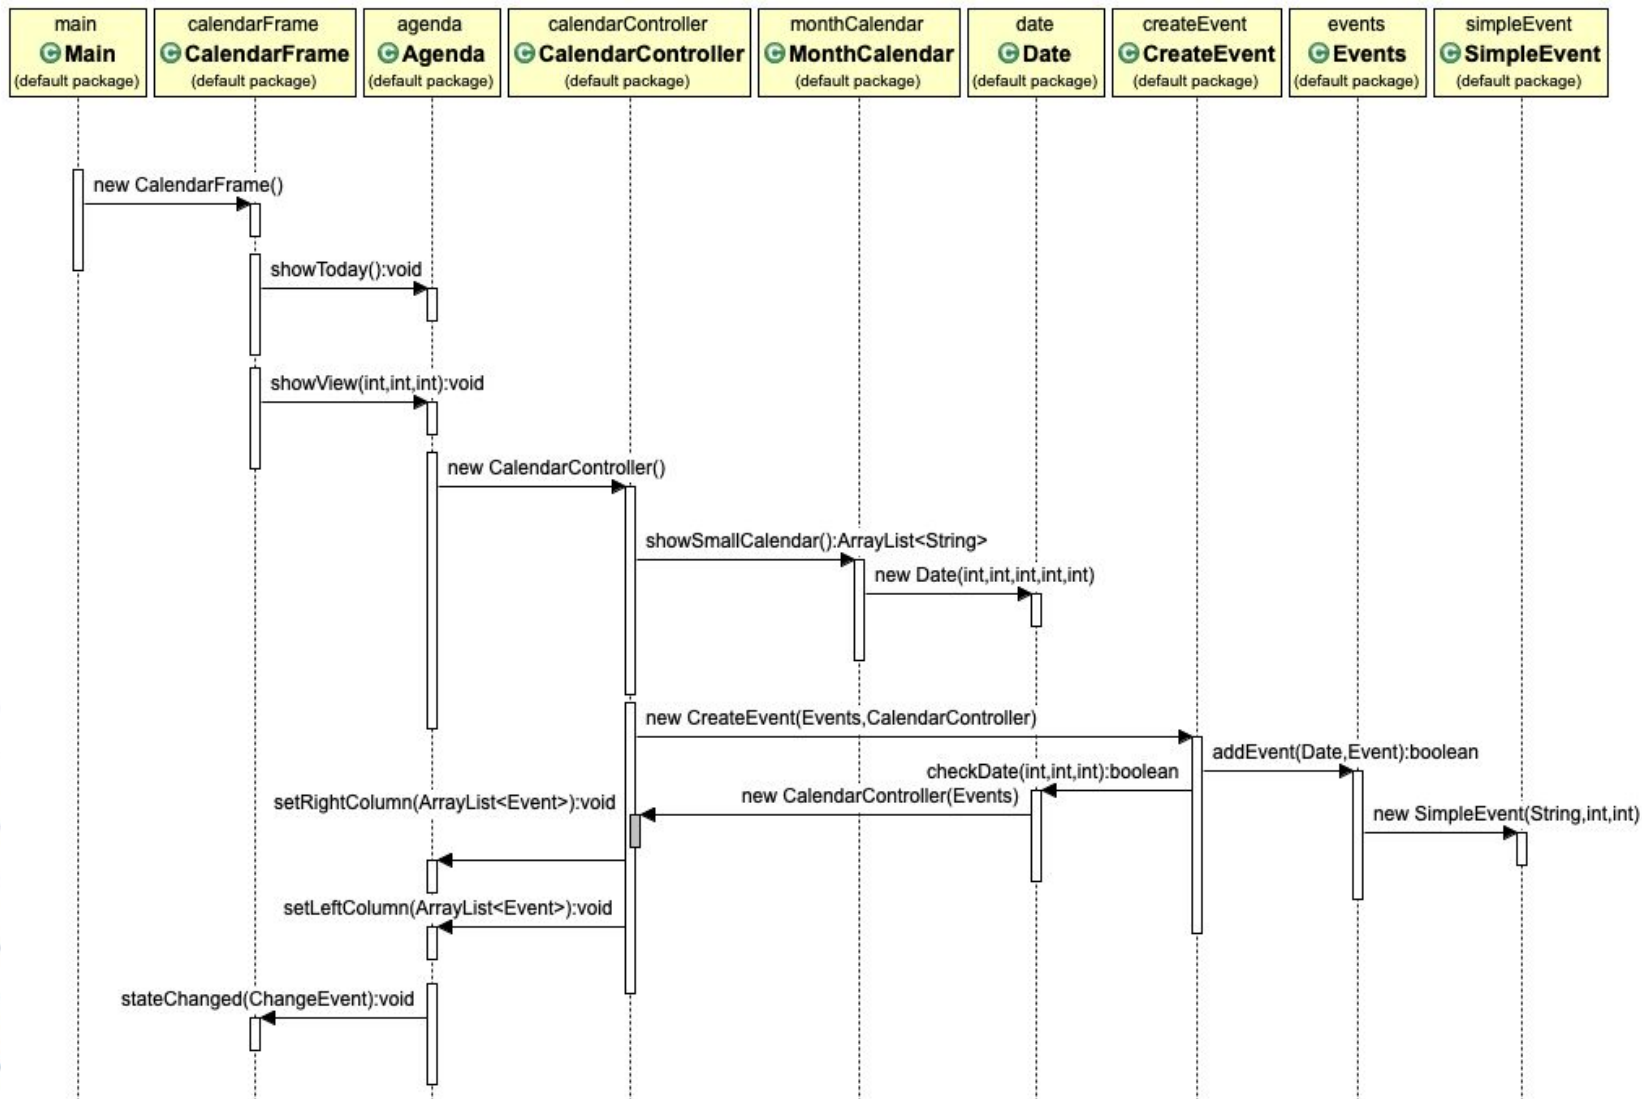 main
calendarFrame
agenda
calendarController
monthCalendar
date
createEvent
events
simpleEvent
C Main
C CalendarFrame
C Agenda
C CalendarController
C MonthCalendar
C Date
C CreateEvent
C Events
C SimpleEvent
(default package)
(default package)
(default package)
(default package)
(default package)
(default package)
(default package)
(default package)
(default package)
new CalendarFrame()
showToday():void
showView(int,int,int):void
new CalendarController()
showSmallCalendar():ArrayList<String>
new Date(int,int,int,int,int)
new CreateEvent(Events,CalendarController)
addEvent(Date,Event):boolean
checkDate(int,int,int):boolean
new CalendarController(Events)
setRightColumn(ArrayList<Event>):void
new SimpleEvent(String,int,int)
setLeftColumn(ArrayList<Event>):void
stateChanged(ChangeEvent):void